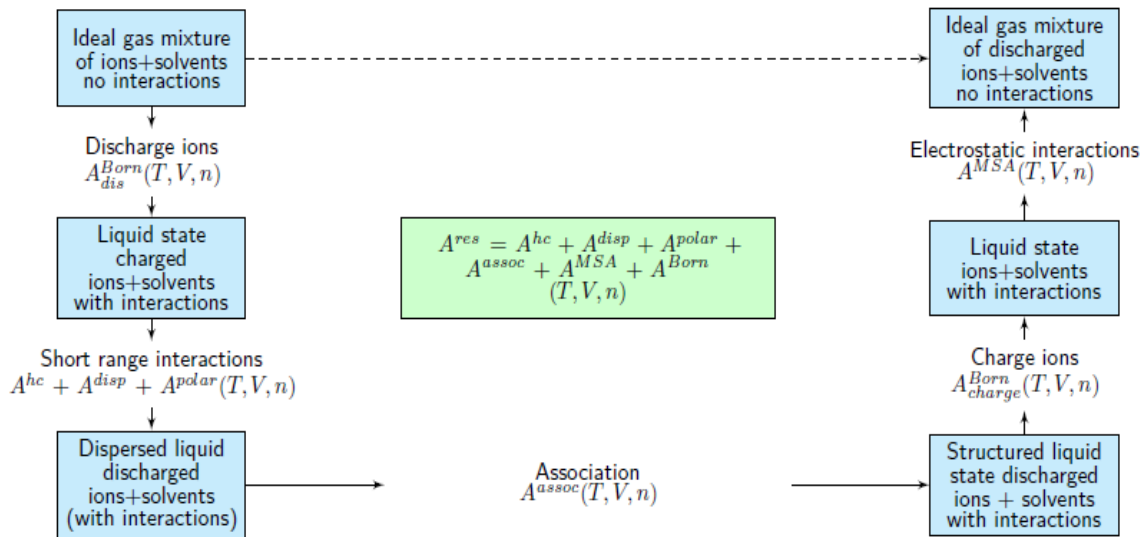 Ideal gas mixture
of ions+solvents
no interactions
Discharge ions
A_{dis}^{Born}(T, V, n)
Liquid state
charged
ions+solvents
with interactions
Short range interactions
A^{hc} + A^{disp} + A^{polar}(T, V, n)
Dispersed liquid
discharged
ions+solvents
(with interactions)
A^{res} = A^{hc} + A^{disp} + A^{polar} +
A^{assoc} + A^{MSA} + A^{Born}
(T, V, n)
Association
A^{assoc}(T, V, n)
Ideal gas mixture
of discharged
ions+solvents
no interactions
Electrostatic interactions
A^{MSA}(T, V, n)
Liquid state
ions+solvents
with interactions
Charge ions
A_{charge}^{Born}(T, V, n)
Structured liquid
state discharged
ions + solvents
with interactions